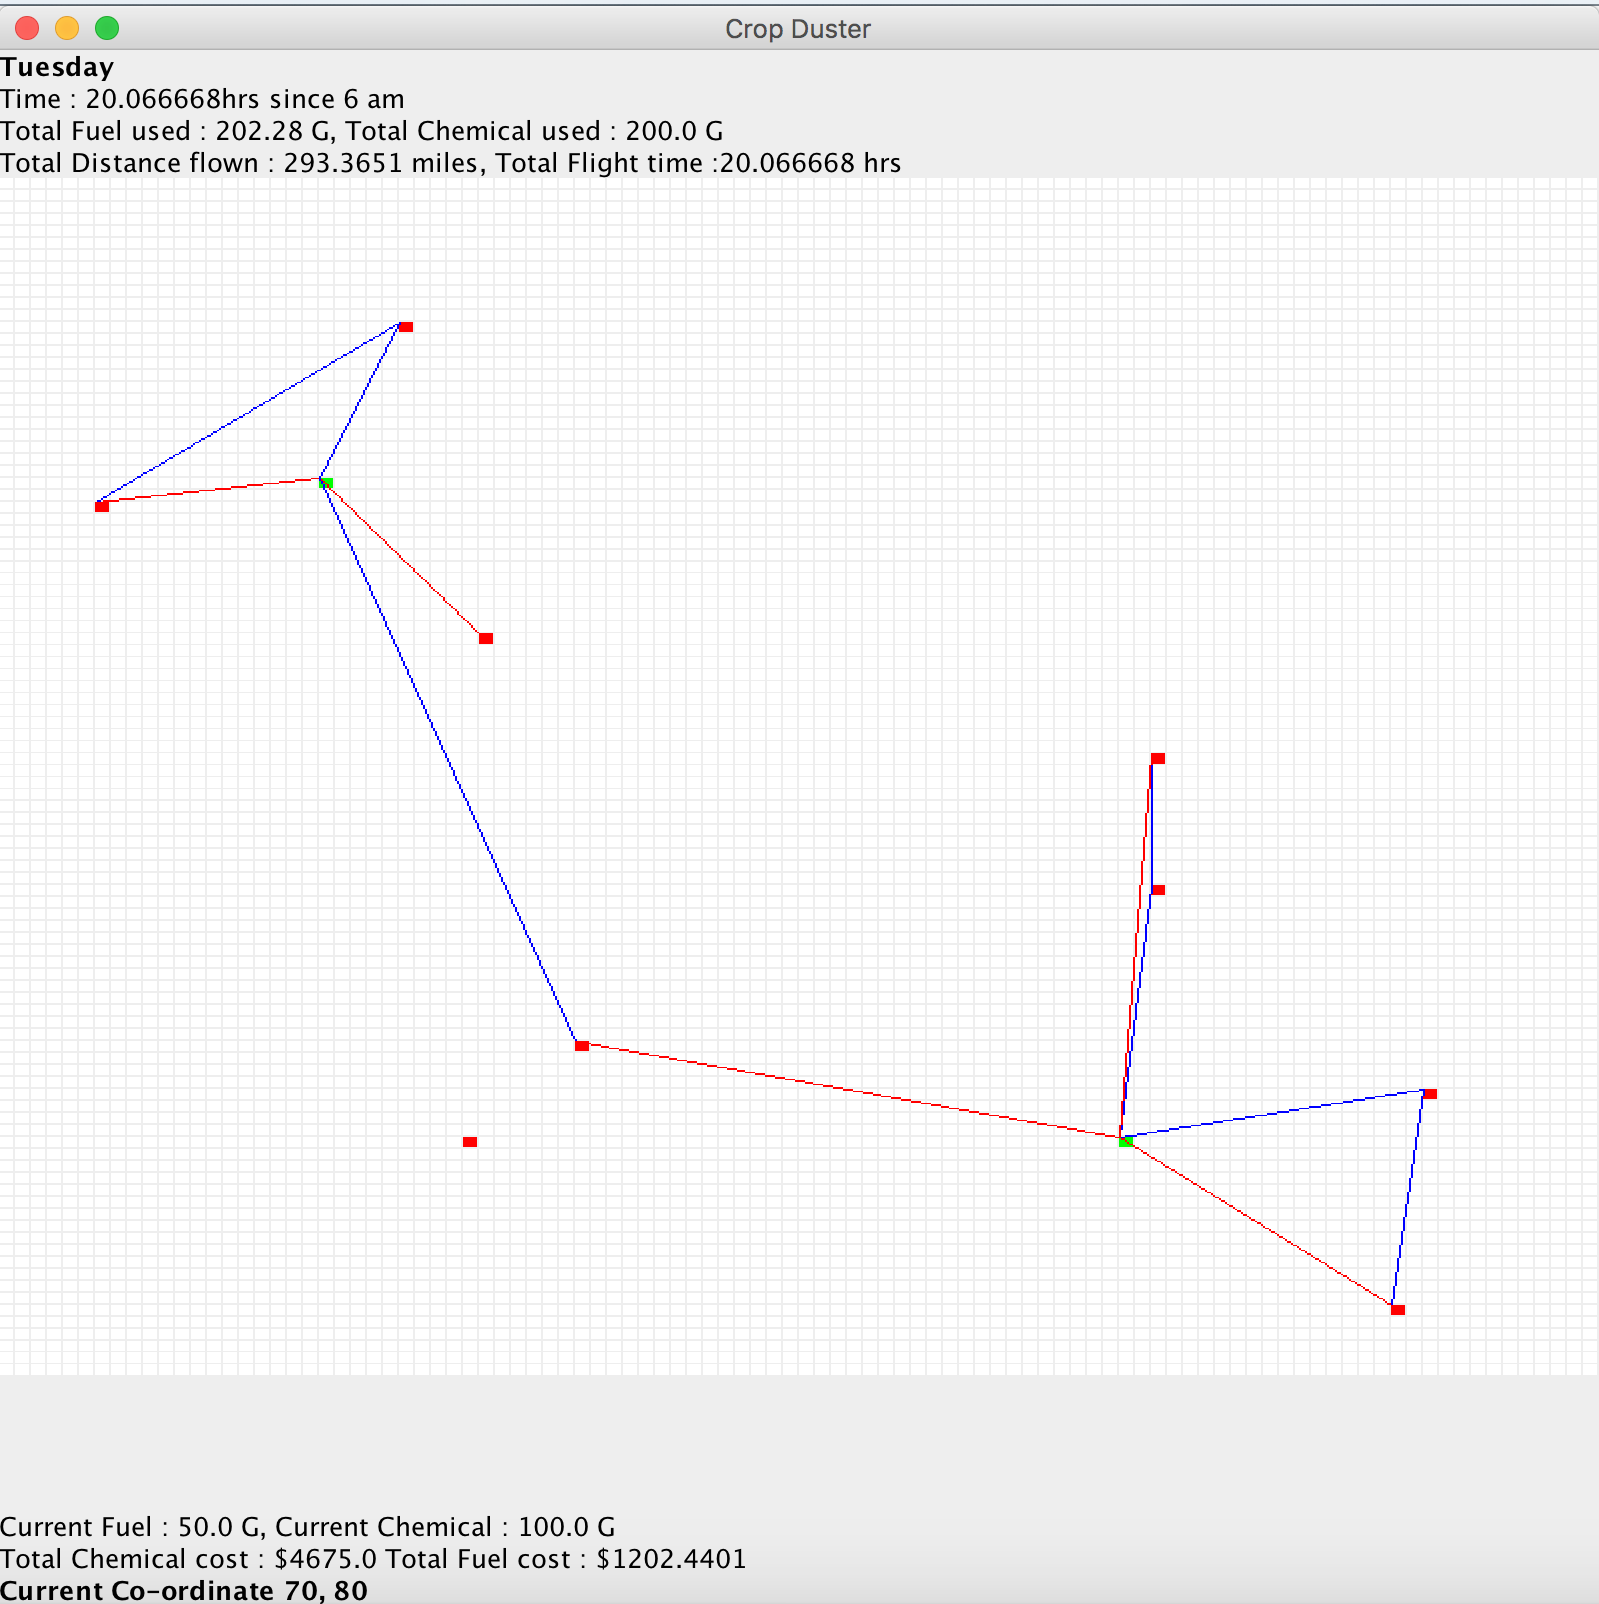 Crop Duster
Tuesday
Time : 20.066668hrs since 6 am
Total Fuel used : 202.28 G, Total Chemical used : 200.0 G
Total Distance flown : 293.3651 miles, Total Flight time :20.066668 hrs
Current Fuel : 50.0 G, Current Chemical : 100.0 G
Total Chemical cost : $4675.0 Total Fuel cost : $1202.4401
Current Co-ordinate 70, 80